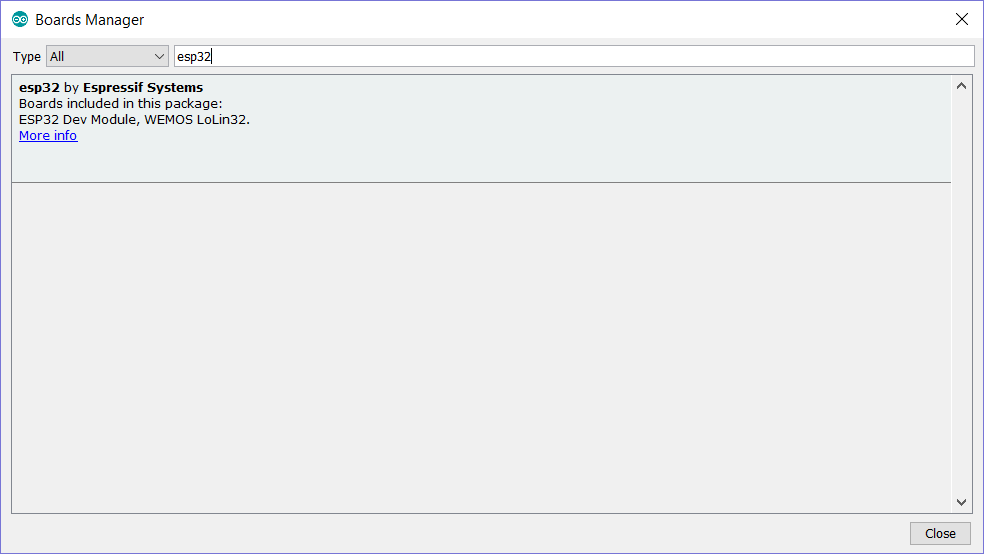 Boards Manager
Type All esp32
esp32 by Espressif Systems
Boards included in this package:
ESP32 Dev Module, WEMOS LoLin32.
More info
Close